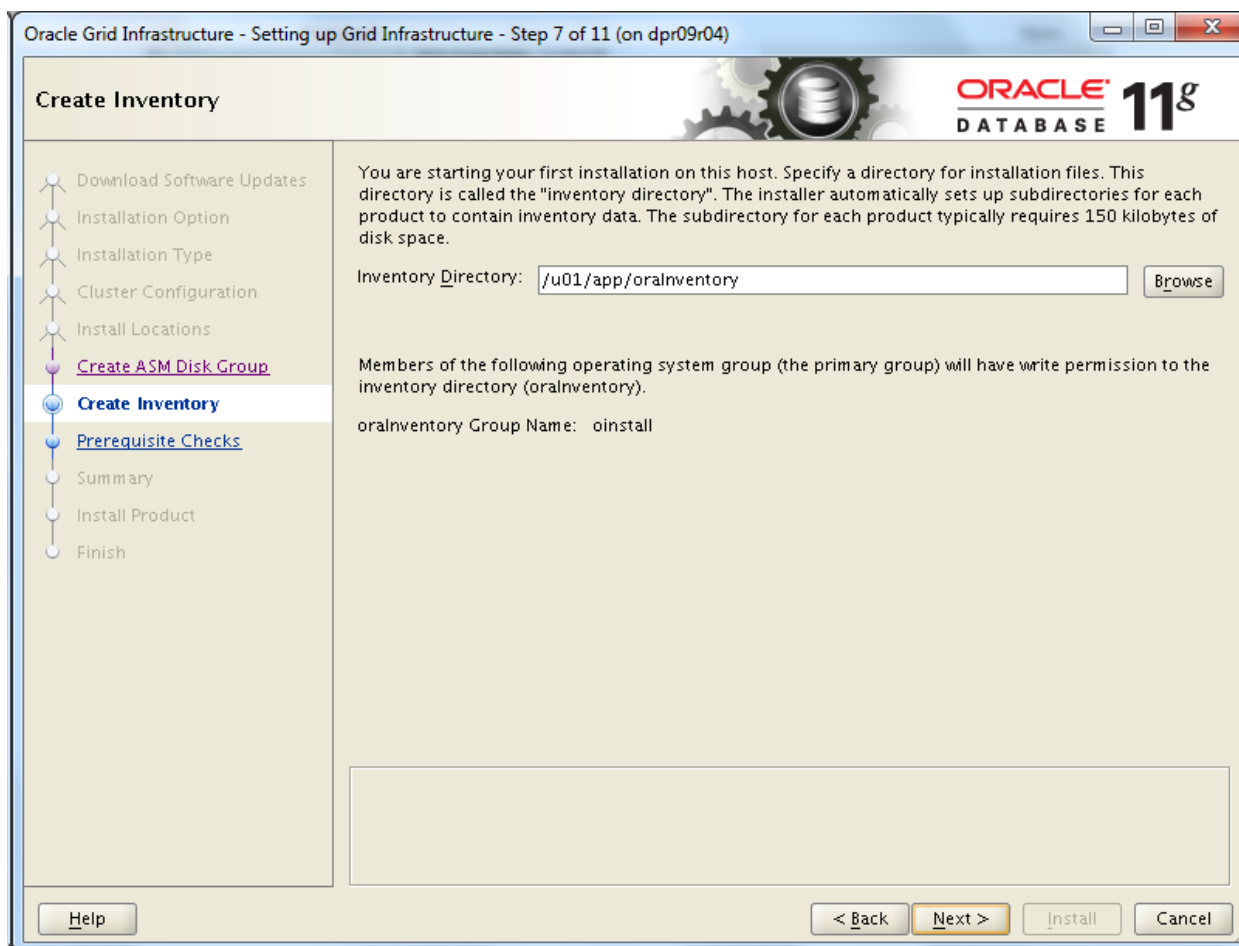 Oracle Grid Infrastructure - Setting up Grid Infrastructure - Step 7 of 11 (on dpr09r04)
Create Inventory
ORACLE
DATABASE
11g
Download Software Updates
Installation Option
Installation Type
Cluster Configuration
Install Locations
Create ASM Disk Group
Create Inventory
Prerequisite Checks
Summary
Install Product
Finish
You are starting your first installation on this host. Specify a directory for installation files. This
directory is called the "inventory directory". The installer automatically sets up subdirectories for each
product to contain inventory data. The subdirectory for each product typically requires 150 kilobytes of
disk space.
Inventory Directory: /u01/app/oraInventory Browse
Members of the following operating system group (the primary group) will have write permission to the
inventory directory (oraInventory).
oraInventory Group Name: oinstall
Help
< Back
Next >
Install
Cancel